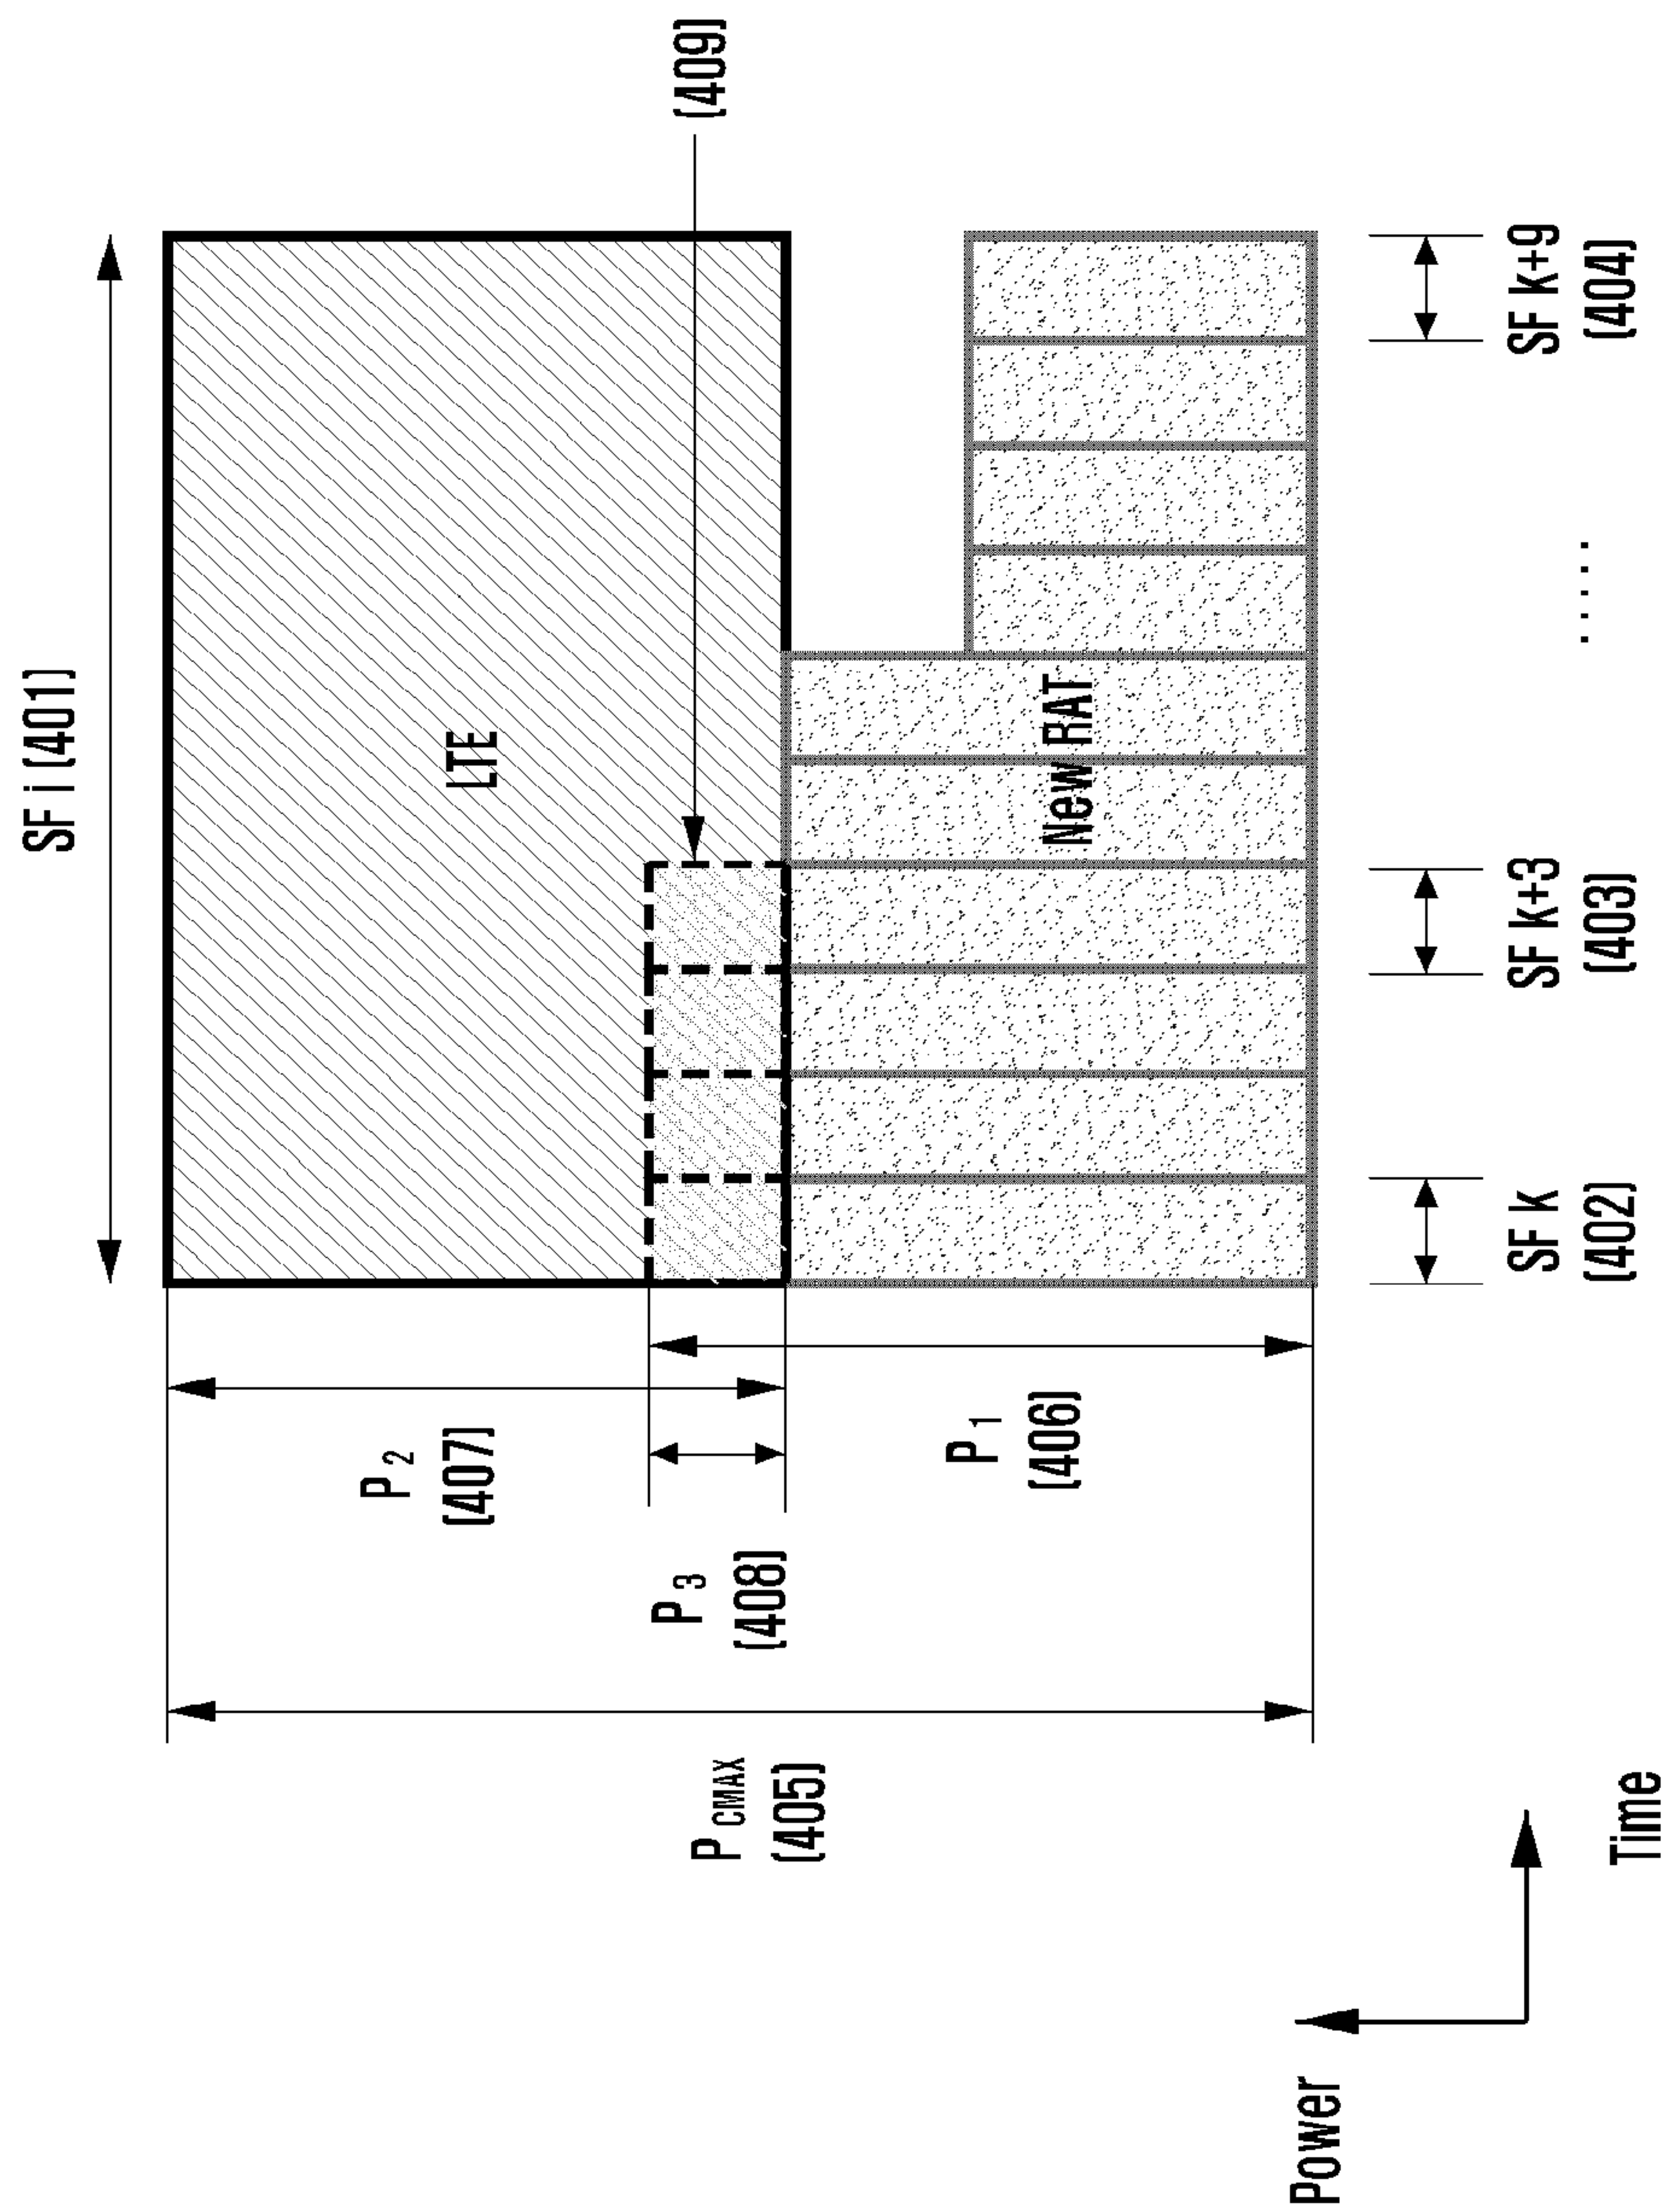 SF i (401)
(409)
LTE
New RAT
P2
(407)
P3
(408)
P1
(406)
PCMAX
(405)
SF k
(402)
SF k+3
(403)
.....
SF k+9
(404)
Power
Time